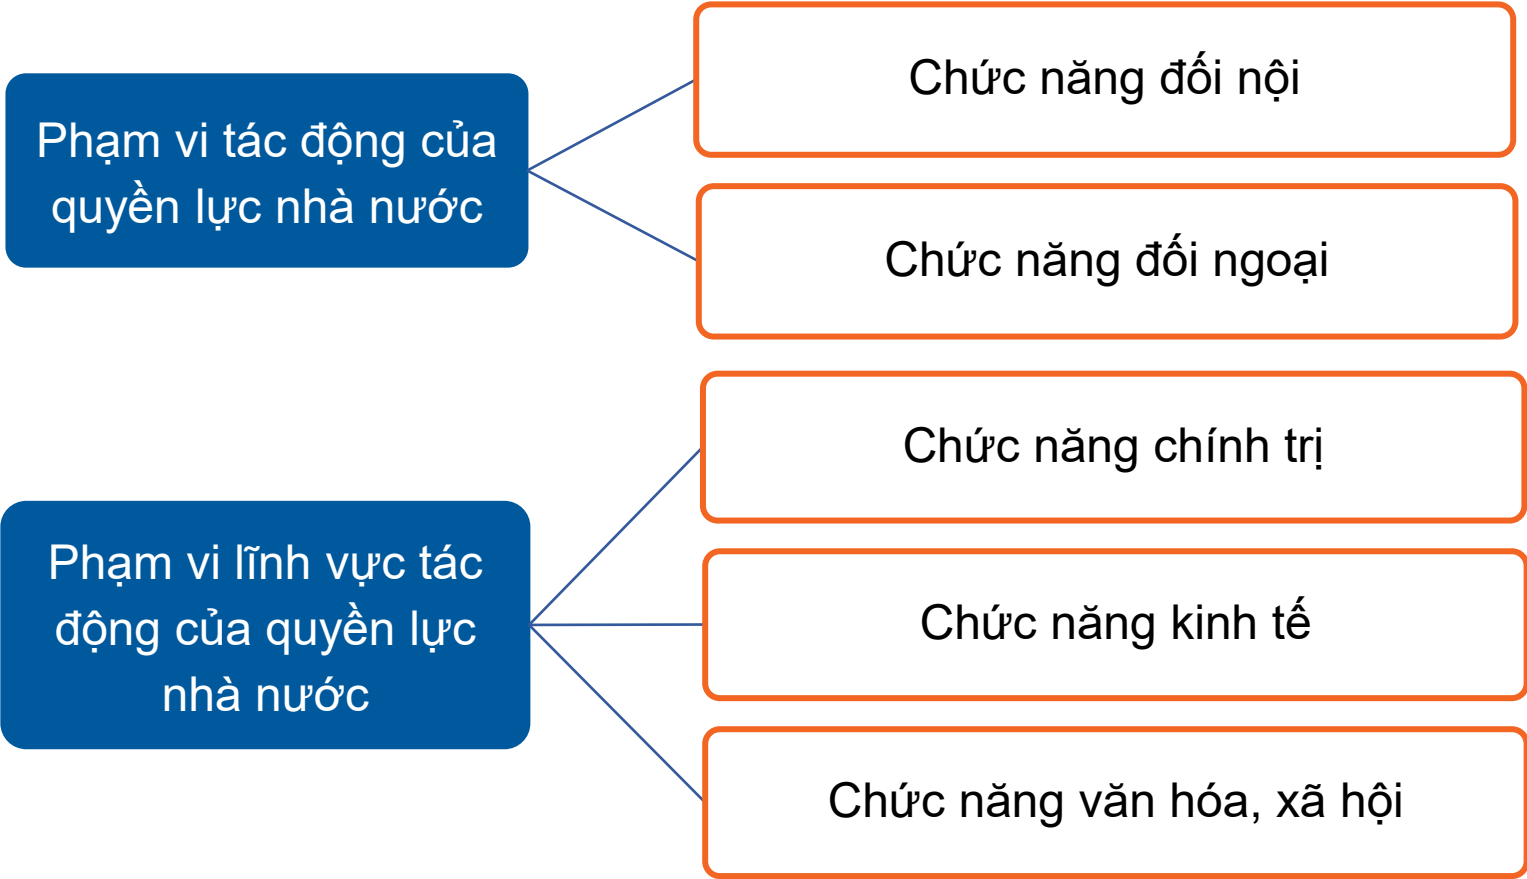 Phạm vi tác động của
quyền lực nhà nước
Chức năng đối nội
Chức năng đối ngoại
Phạm vi lĩnh vực tác
động của quyền lực
nhà nước
Chức năng chính trị
Chức năng kinh tế
Chức năng văn hóa, xã hội